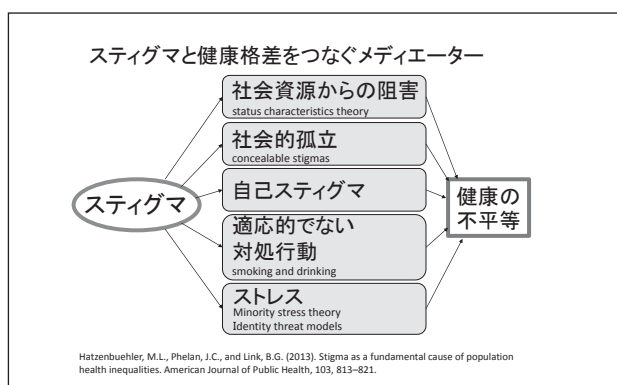 スティグマと健康格差をつなぐメディエーター
社会資源からの阻害
status characteristics theory
社会的孤立
concealable stigmas
自己スティグマ
適応的でない
対処行動
smoking and drinking
ストレス
Minority stress theory
Identity threat models
スティグマ
健康の
不平等
Hatzenbuehler, M.L., Phelan, J.C., and Link, B.G. (2013). Stigma as a fundamental cause of population
health inequalities. American Journal of Public Health, 103, 813–821.